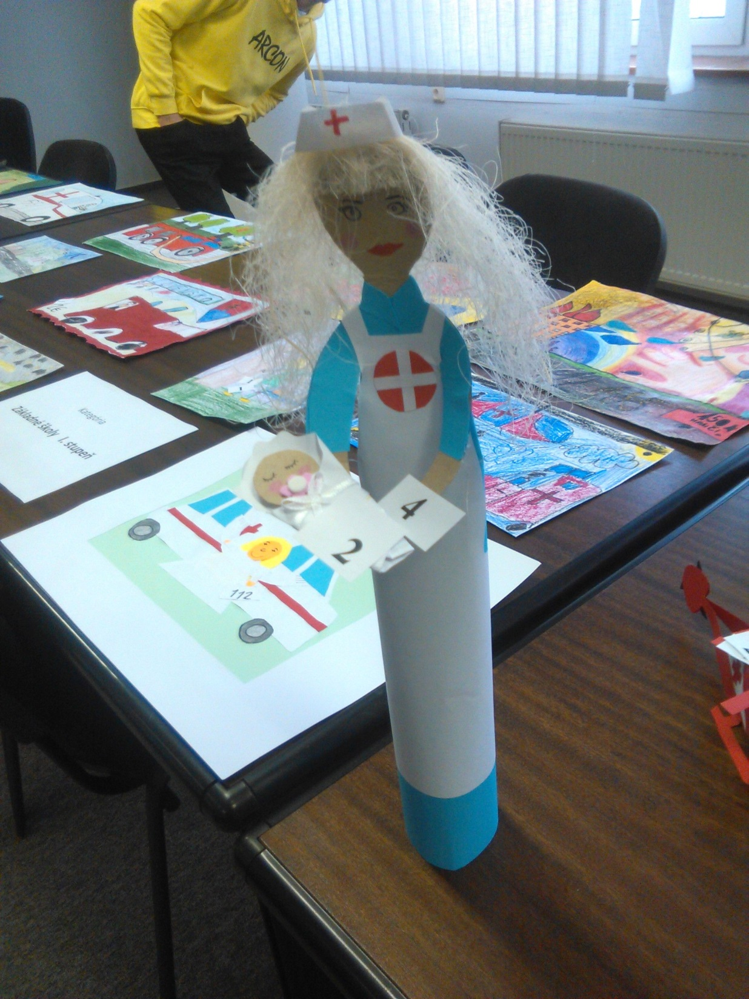 ARCON
Kategória
Základné školy I. stupeň
4
2
112